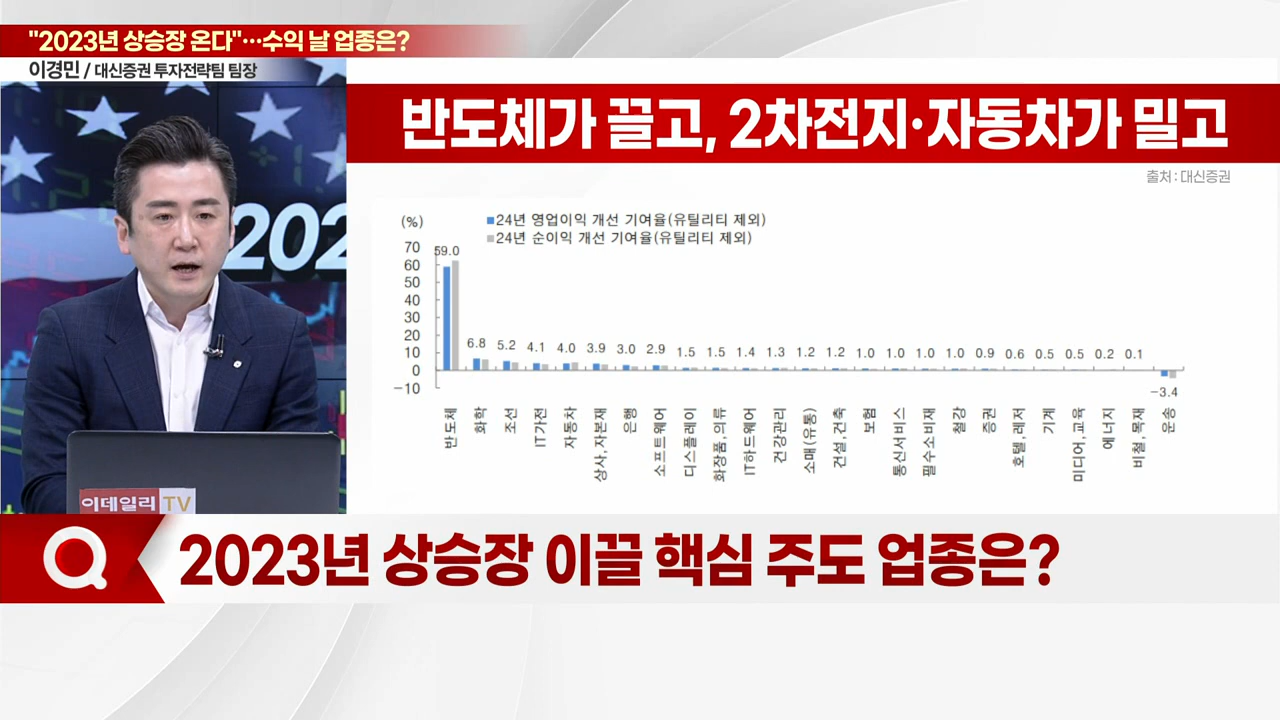 "2023년 상승장 온다"…수익 날 업종은?
이경민 / 대신증권 투자전략팀 팀장
반도체가 끌고, 2차전지·자동차가 밀고
출처 : 대신증권
202
(%)
24년 영업이익 개선 기여율(유틸리티 제외)
24년 순이익 개선 기여율(유틸리티 제외)
70
60
50
40
30
20
10
0
-10
59.0
6.8
5.2
4.1
4.0
3.9
3.0
2.9
1.5
1.5
1.4
1.3
1.2
1.2
1.0
1.0
1.0
1.0
0.9
0.6
0.5
0.5
0.2
0.1
-3.4
반도체
화학
조선
IT가전
자동차
상사,자본재
은행
소프트웨어
디스플레이
화장품,의류
IT하드웨어
건강관리
소매(유통)
건설,건축
보험
통신서비스
필수소비재
철강
증권
호텔,레저
기계
미디어,교육
에너지
비철,목재
운송
이데일리 TV
Q 2023년 상승장 이끌 핵심 주도 업종은?